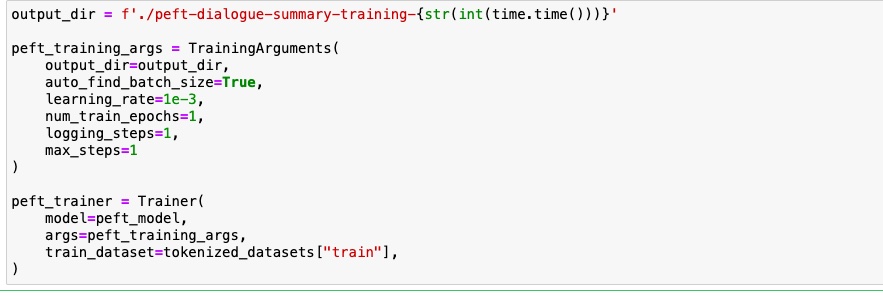 output_dir = f'./peft-dialogue-summary-training-{str(int(time.time()))}'

peft_training_args = TrainingArguments(
    output_dir=output_dir,
    auto_find_batch_size=True,
    learning_rate=1e-3,
    num_train_epochs=1,
    logging_steps=1,
    max_steps=1
)

peft_trainer = Trainer(
    model=peft_model,
    args=peft_training_args,
    train_dataset=tokenized_datasets["train"],
)